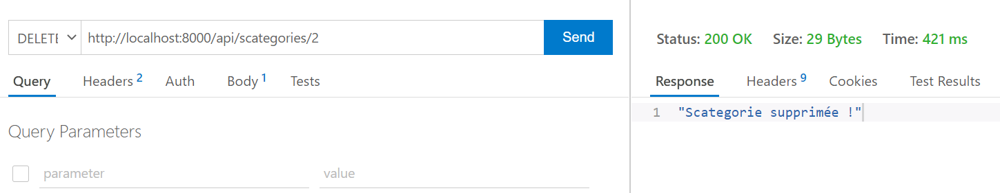 DELETE http://localhost:8000/api/scategories/2 Send
Query Headers 2 Auth Body 1 Tests
Query Parameters
parameter value
Status: 200 OK Size: 29 Bytes Time: 421 ms
Response Headers 9 Cookies Test Results
1 "Scategorie supprimée !"